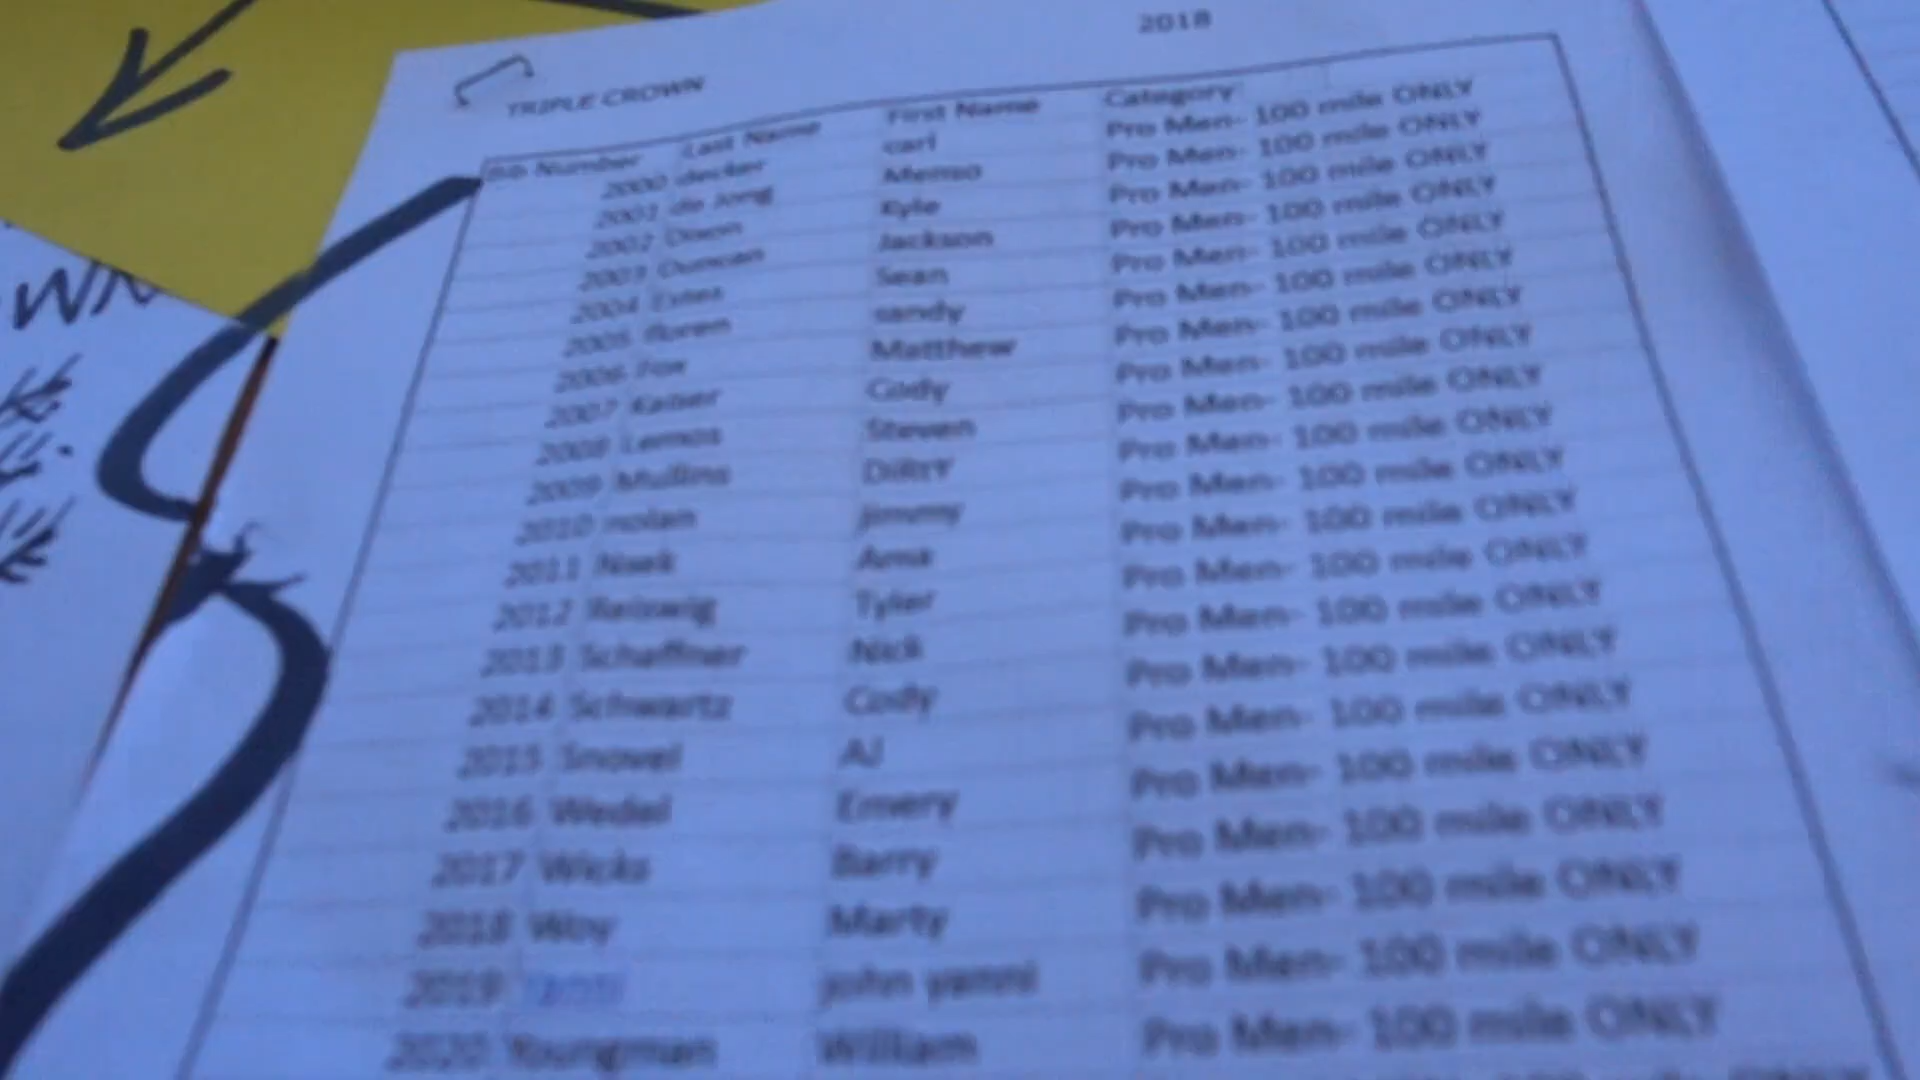 2018
TRIPLE CROWN
Bib Number Last Name First Name Category
2000 decker carl Pro Men- 100 mile ONLY
2001 de Jong Menso Pro Men- 100 mile ONLY
2002 Dixon Kyle Pro Men- 100 mile ONLY
2003 Duncan Jackson Pro Men- 100 mile ONLY
2004 Estes Sean Pro Men- 100 mile ONLY
2005 floren sandy Pro Men- 100 mile ONLY
2006 Fox Matthew Pro Men- 100 mile ONLY
2007 Kaiser Cody Pro Men- 100 mile ONLY
2008 Lemos Steven Pro Men- 100 mile ONLY
2009 Mullins DiRtY Pro Men- 100 mile ONLY
2010 nolan Jimmy Pro Men- 100 mile ONLY
2011 Ama Pro Men- 100 mile ONLY
2012 Reiswig Tyler Pro Men- 100 mile ONLY
2013 Schaffner Nick Pro Men- 100 mile ONLY
2014 Schwartz Cody Pro Men- 100 mile ONLY
2015 Snovel AJ Pro Men- 100 mile ONLY
2016 Wedel Emery Pro Men- 100 mile ONLY
2017 Wicks Barry Pro Men- 100 mile ONLY
2018 Woy Marty Pro Men- 100 mile ONLY
2019 john yanni Pro Men- 100 mile ONLY
2020 Youngman William Pro Men- 100 mile ONLY